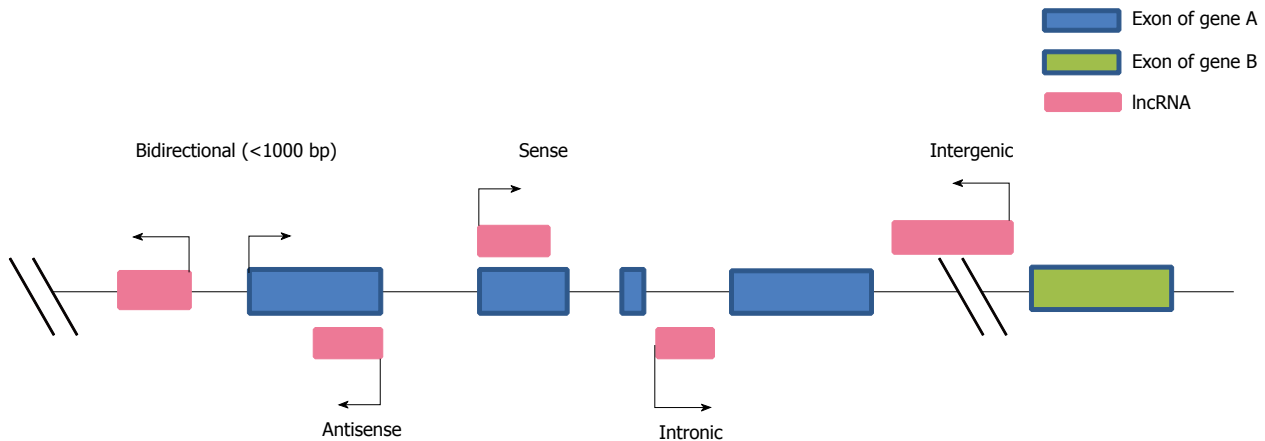 Exon of gene A
Exon of gene B
lncRNA
Bidirectional (<1000 bp)
Sense
Intergenic
Antisense
Intronic